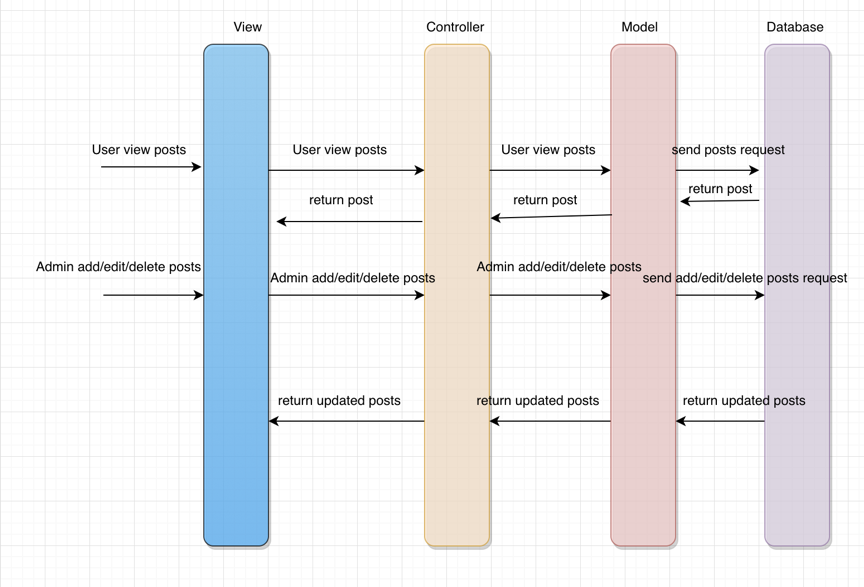 View
Controller
Model
Database
User view posts
User view posts
User view posts
send posts request
return post
return post
return post
Admin add/edit/delete posts
Admin add/edit/delete posts
Admin add/edit/delete posts
send add/edit/delete posts request
return updated posts
return updated posts
return updated posts